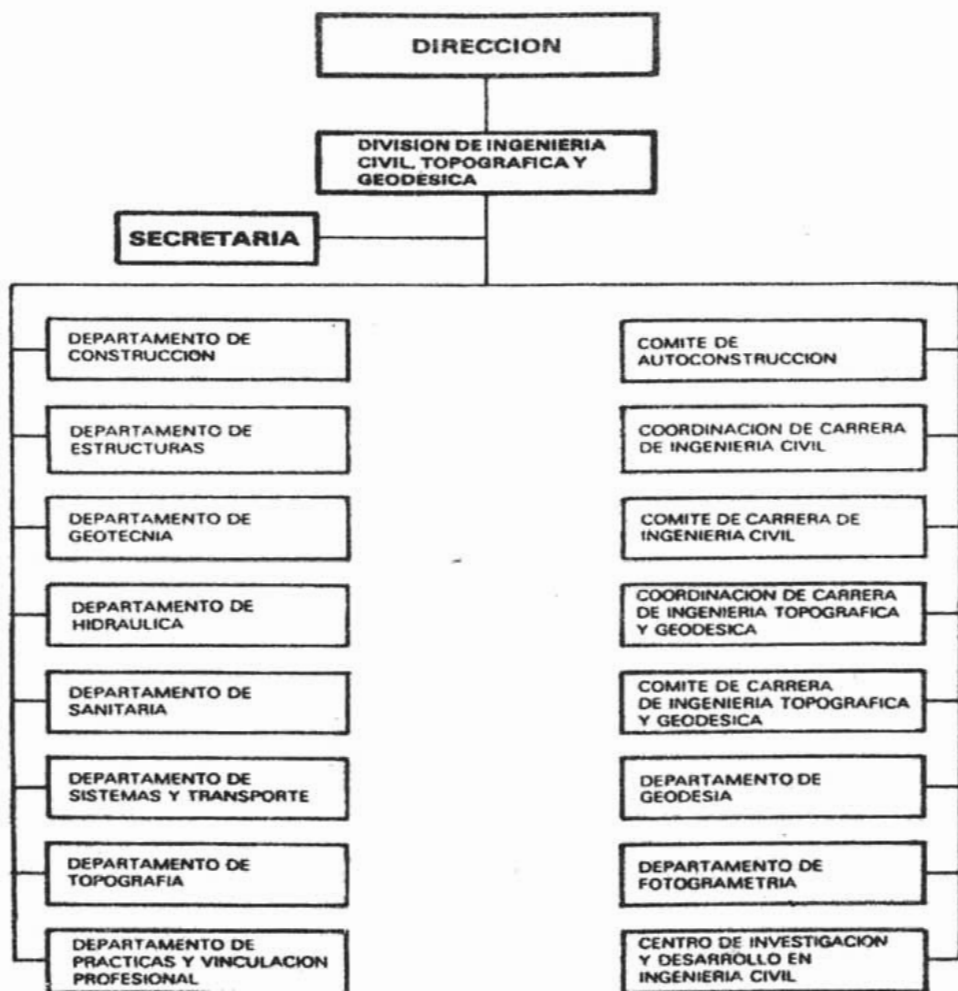 DIRECCION
DIVISION DE INGENIERIA
CIVIL, TOPOGRAFICA Y
GEODESICA
SECRETARIA
DEPARTAMENTO DE
CONSTRUCCION
DEPARTAMENTO DE
ESTRUCTURAS
DEPARTAMENTO DE
GEOTECNIA
DEPARTAMENTO DE
HIDRAULICA
DEPARTAMENTO DE
SANITARIA
DEPARTAMENTO DE
SISTEMAS Y TRANSPORTE
DEPARTAMENTO DE
TOPOGRAFIA
DEPARTAMENTO DE
PRACTICAS Y VINCULACION
PROFESIONAL
COMITE DE
AUTOCONSTRUCCION
COORDINACION DE CARRERA
DE INGENIERIA CIVIL
COMITE DE CARRERA DE
INGENIERIA CIVIL
COORDINACION DE CARRERA
DE INGENIERIA TOPOGRAFICA
Y GEODESICA
COMITE DE CARRERA
DE INGENIERIA TOPOGRAFICA
Y GEODESICA
DEPARTAMENTO DE
GEODESIA
DEPARTAMENTO DE
FOTOGRAMETRIA
CENTRO DE INVESTIGACION
Y DESARROLLO EN
INGENIERIA CIVIL